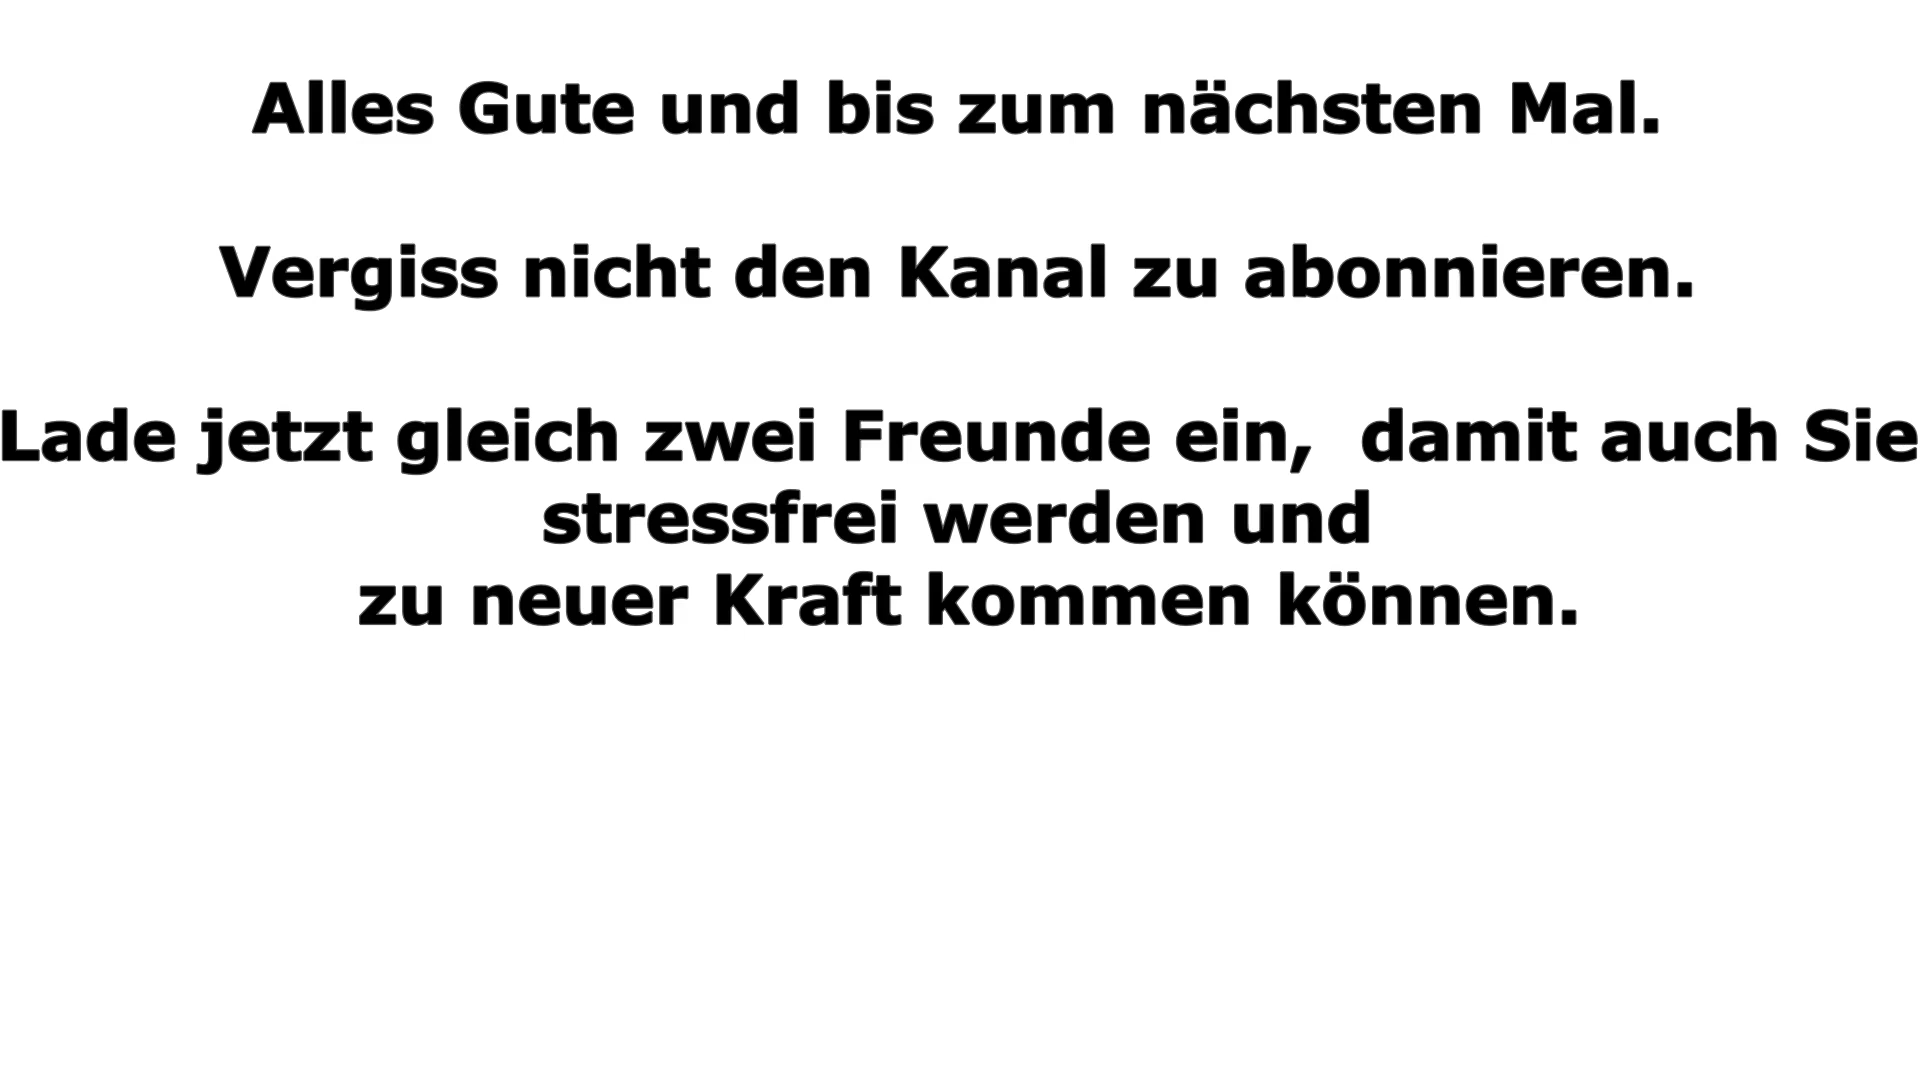 Alles Gute und bis zum nächsten Mal.
Vergiss nicht den Kanal zu abonnieren.
Lade jetzt gleich zwei Freunde ein,  damit auch Sie
stressfrei werden und
zu neuer Kraft kommen können.